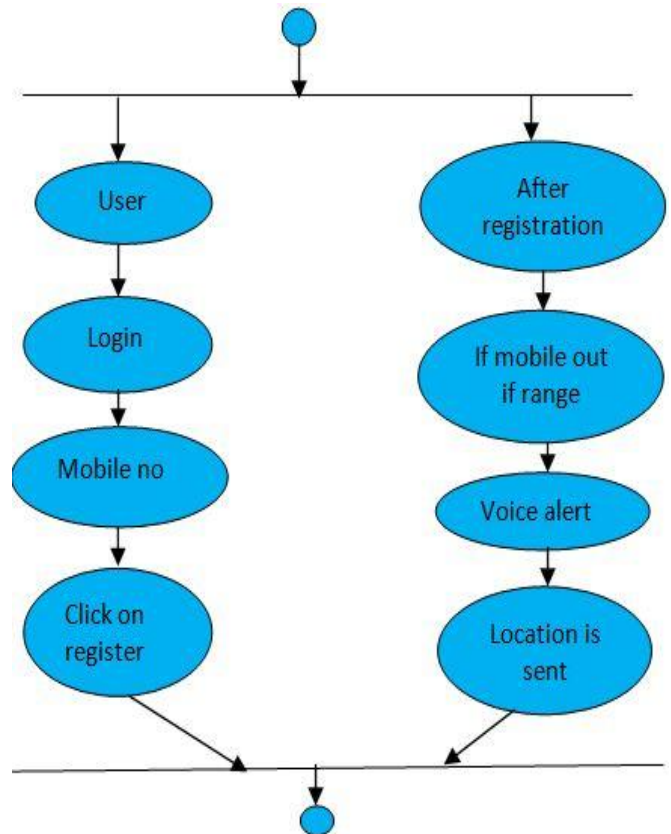 User
Login
Mobile no
Click on
register
After
registration
If mobile out
if range
Voice alert
Location is
sent